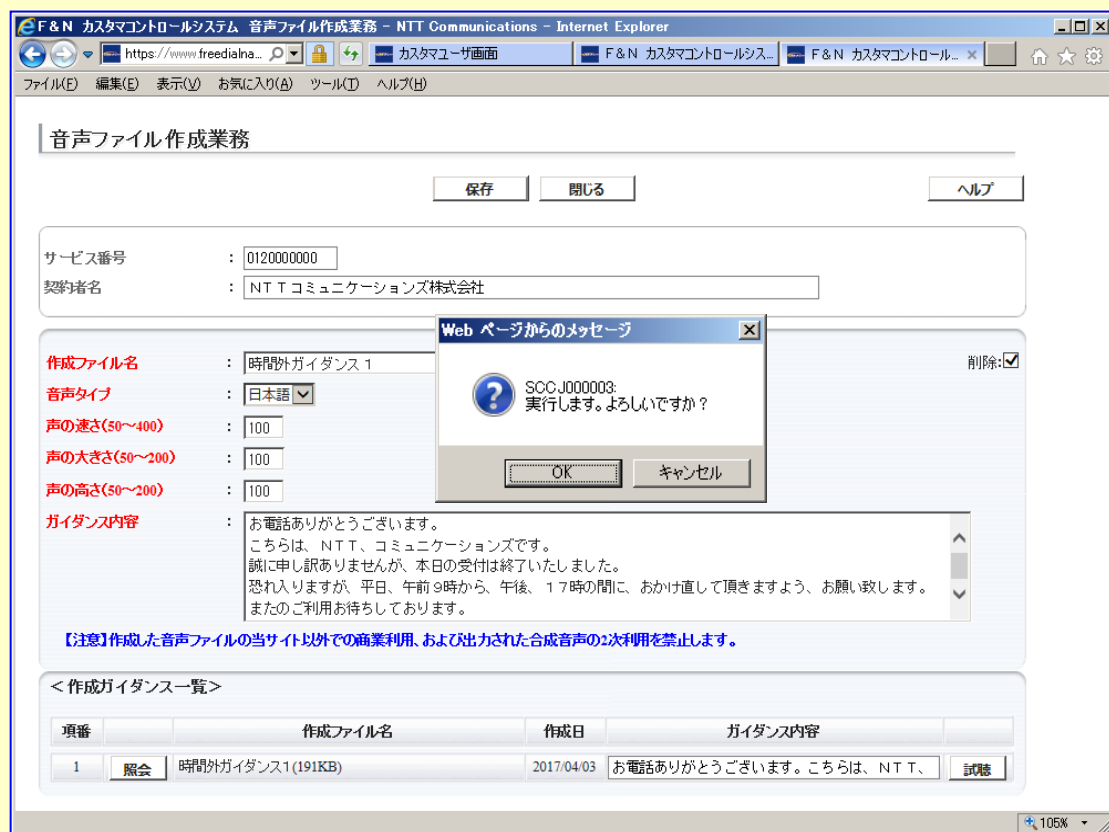 F&N カスタマコントロールシステム 音声ファイル作成業務 - NTT Communications - Internet Explorer
https://www.freedialna... カスタマユーザ画面 F&N カスタマコントロールシス... F&N カスタマコントロール...
ファイル(F) 編集(E) 表示(V) お気に入り(A) ツール(T) ヘルプ(H)
音声ファイル作成業務
保存 閉じる ヘルプ
サービス番号 : 0120000000
契約者名 : NTTコミュニケーションズ株式会社
Web ページからのメッセージ
SCCJ000003:
実行します。よろしいですか?
OK キャンセル
作成ファイル名 : 時間外ガイダンス1 削除:
音声タイプ : 日本語
声の速さ(50～400) : 100
声の大きさ(50～200) : 100
声の高さ(50～200) : 100
ガイダンス内容 : お電話ありがとうございます。
こちらは、NTT、コミュニケーションズです。
誠に申し訳ありませんが、本日の受付は終了いたしました。
恐れ入りますが、平日、午前9時から、午後、17時の間に、おかけ直して頂きますよう、お願い致します。
またのご利用お待ちしております。
【注意】作成した音声ファイルの当サイト以外での商業利用、および出力された合成音声の2次利用を禁止します。
＜作成ガイダンス一覧＞
項番 作成ファイル名 作成日 ガイダンス内容
1 照会 時間外ガイダンス1(191KB) 2017/04/03 お電話ありがとうございます。こちらは、NTT、 試聴
105%